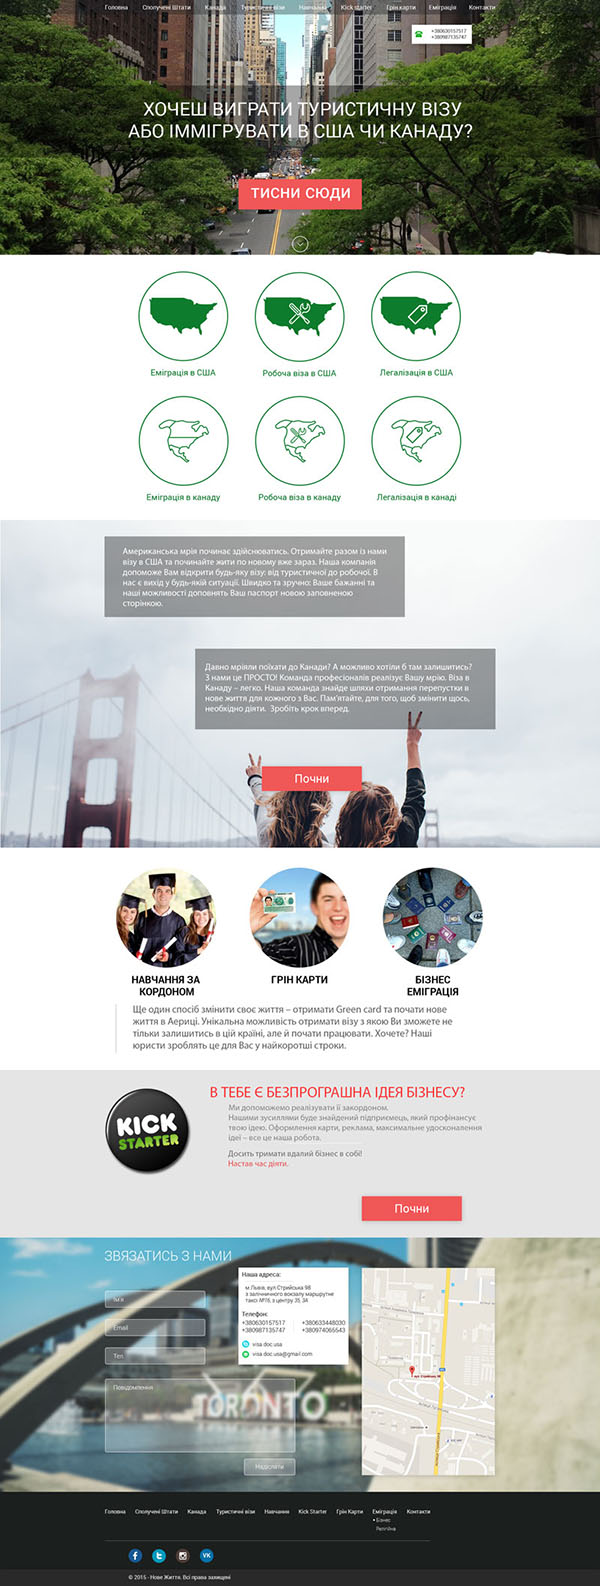 Головна Сполучені Штати Канада Туристичні візи Навчання Kick starter Грін карти Еміграція Контакти
+380630157517
+380987135747
ХОЧЕШ ВИГРАТИ ТУРИСТИЧНУ ВІЗУ
АБО ІММІГРУВАТИ В США ЧИ КАНАДУ?
ТИСНИ СЮДИ
Еміграція в США
Робоча віза в США
Легалізація в США
Еміграція в канаду
Робоча віза в канаду
Легалізація в канаді
Американська мрія починає здійснюватись. Отримайте разом із нами
візу в США та починайте жити по новому вже зараз. Наша компанія
допоможе Вам відкрити будь-яку візу: від туристичної до робочої. В
нас є вихід у будь-якій ситуації. Швидко та зручно: Ваше бажанні та
наші можливості доповнять Ваш паспорт новою заповненою
сторінкою.
Давно мріяли поїхати до Канади? А можливо хотіли б там залишитись?
З нами це ПРОСТО! Команда професіоналів реалізує Вашу мрію. Віза в
Канаду – легко. Наша команда знайде шляхи отримання перепустки в
нове життя для кожного з Вас. Пам'ятайте, для того, щоб змінити щось,
необхідно діяти. Зробіть крок вперед.
Почни
НАВЧАННЯ ЗА
КОРДОНОМ
ГРІН КАРТИ
БІЗНЕС
ЕМІГРАЦІЯ
Ще один спосіб змінити своє життя – отримати Green card та почати нове
життя в Аериці. Унікальна можливість отримати візу з якою Ви зможете не
тільки залишитись в цій країні, але й почати працювати. Хочете? Наші
юристи зроблять це для Вас у найкоротші строки.
KICK
STARTER
В ТЕБЕ Є БЕЗПРОГРАШНА ІДЕЯ БІЗНЕСУ?
Ми допоможемо реалізувати її закордоном.
Нашими зусиллями буде знайдений підприємець, який профінансує
твою ідею. Оформлення карти, реклама, максимальне удосконалення
ідеї – все це наша робота.
Досить тримати вдалий бізнес в собі!
Настав час діяти.
Почни
ЗВЯЗАТИСЬ З НАМИ
Ім'я
Email
Тел
Повідомлення
Надіслати
Наша адреса:
м.Львів, вул Стрийська 98
з залічничного вокзалу маршрутне
таксі №16, з центру 35, 3А
Телефон:
+380630157517 +380633448030
+380987135747 +380974065543
visa doc.usa
visa.doc.usa@gmail.com
TORONTO
вул. Стрийська 98
Головна Сполучені Штати Канада Туристичні візи Навчання Kick Starter Грін Карти Еміграція Контакти
Бізнес
Релігійна
© 2015 - Нове Життя. Всі права захищені